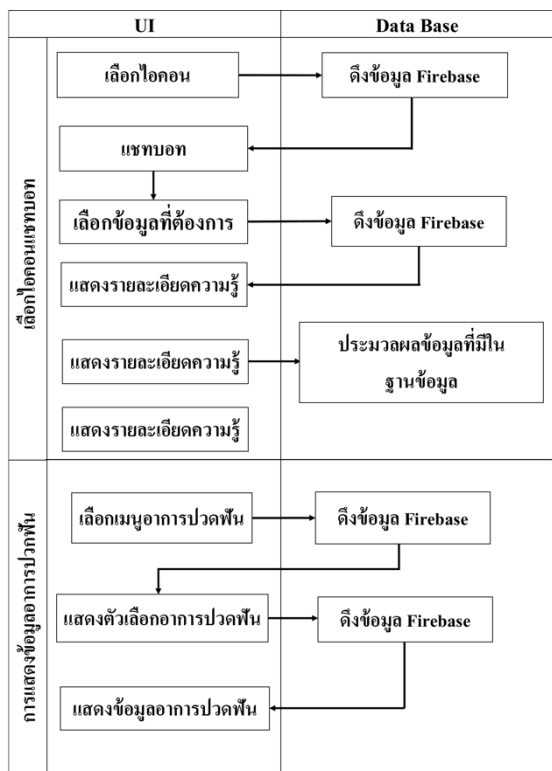 UI
Data Base
เลือกไอคอนแชทบอท
เลือกไอคอน
ดึงข้อมูล Firebase
แชทบอท
เลือกข้อมูลที่ต้องการ
ดึงข้อมูล Firebase
แสดงรายละเอียดความรู้
แสดงรายละเอียดความรู้
ประมวลผลข้อมูลที่มีใน
ฐานข้อมูล
แสดงรายละเอียดความรู้
การแสดงข้อมูลอาการปวกฟัน
เลือกเมนูอาการปวดฟัน
ดึงข้อมูล Firebase
แสดงตัวเลือกอาการปวดฟัน
ดึงข้อมูล Firebase
แสดงข้อมูลอาการปวดฟัน